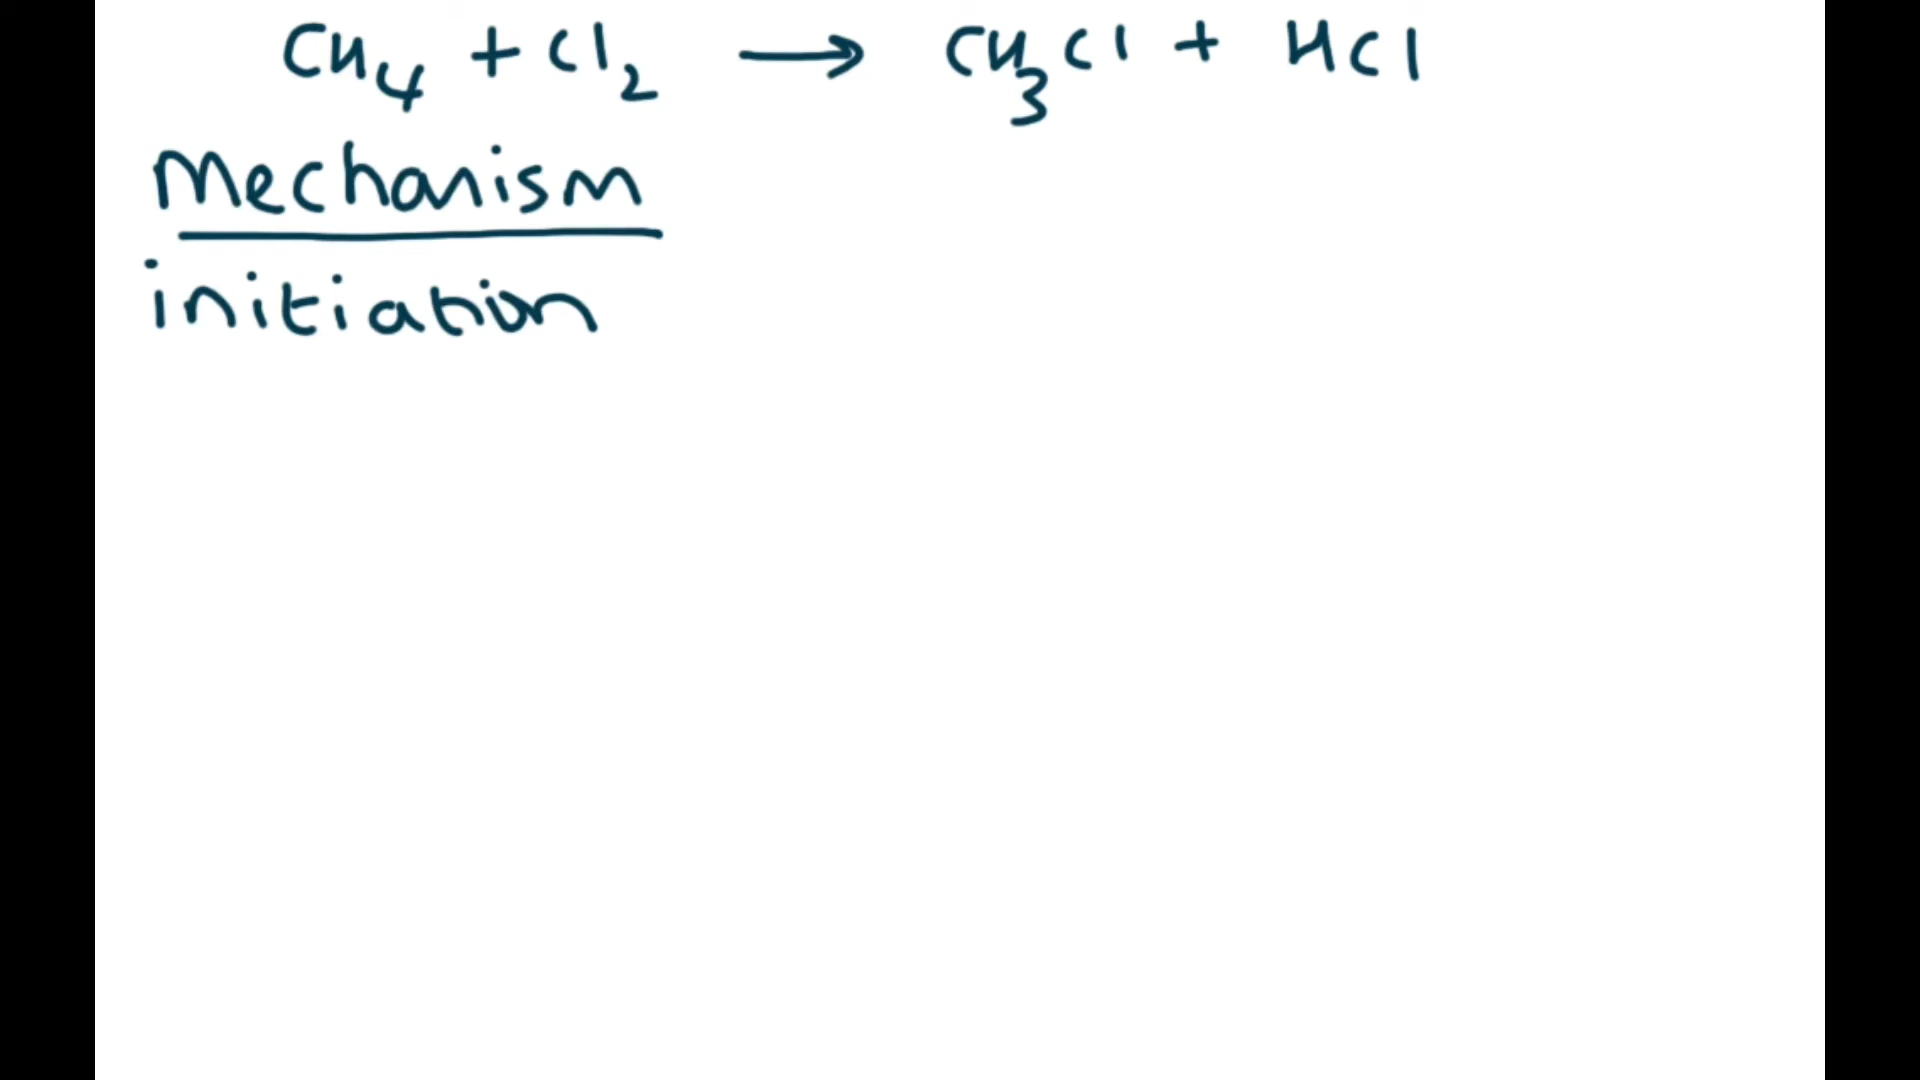 CH₄ + Cl₂ → CH₃Cl + HCl
Mechanism
initiation